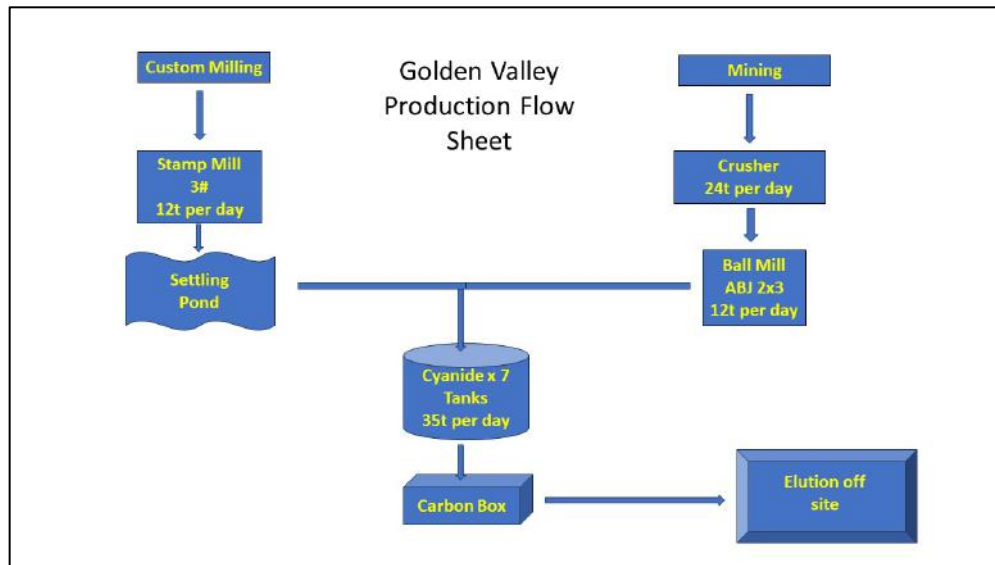 Golden Valley
Production Flow
Sheet
Custom Milling
Stamp Mill
3#
12t per day
Settling
Pond
Mining
Crusher
24t per day
Ball Mill
ABJ 2x3
12t per day
Cyanide x 7
Tanks
35t per day
Carbon Box
Elution off
site